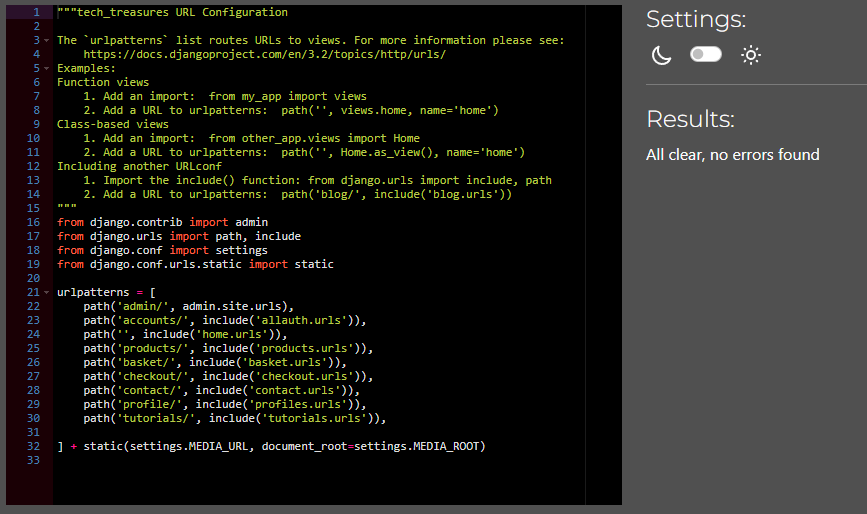 1 """tech_treasures URL Configuration
2
3 The `urlpatterns` list routes URLs to views. For more information please see:
4     https://docs.djangoproject.com/en/3.2/topics/http/urls/
5 Examples:
6 Function views
7     1. Add an import:  from my_app import views
8     2. Add a URL to urlpatterns:  path('', views.home, name='home')
9 Class-based views
10     1. Add an import:  from other_app.views import Home
11     2. Add a URL to urlpatterns:  path('', Home.as_view(), name='home')
12 Including another URLconf
13     1. Import the include() function: from django.urls import include, path
14     2. Add a URL to urlpatterns:  path('blog/', include('blog.urls'))
15 """
16 from django.contrib import admin
17 from django.urls import path, include
18 from django.conf import settings
19 from django.conf.urls.static import static
20
21 urlpatterns = [
22     path('admin/', admin.site.urls),
23     path('accounts/', include('allauth.urls')),
24     path('', include('home.urls')),
25     path('products/', include('products.urls')),
26     path('basket/', include('basket.urls')),
27     path('checkout/', include('checkout.urls')),
28     path('contact/', include('contact.urls')),
29     path('profile/', include('profiles.urls')),
30     path('tutorials/', include('tutorials.urls')),
31
32 ] + static(settings.MEDIA_URL, document_root=settings.MEDIA_ROOT)
33
Settings:
Results:
All clear, no errors found